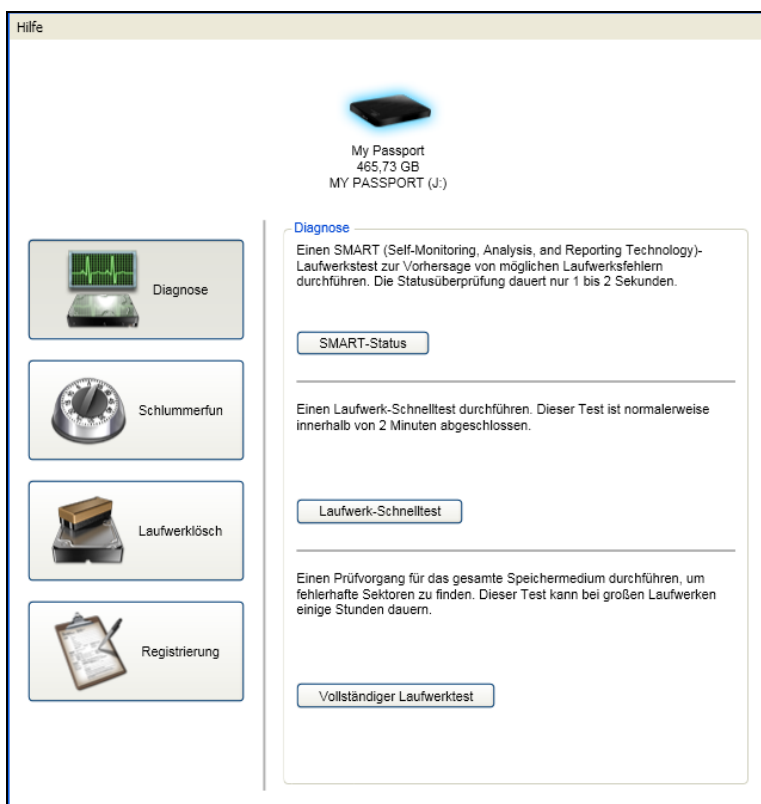 Hilfe
My Passport
465,73 GB
MY PASSPORT (J:)
Diagnose
Schlummerfun
Laufwerklösch
Registrierung
Diagnose
Einen SMART (Self-Monitoring, Analysis, and Reporting Technology)-
Laufwerkstest zur Vorhersage von möglichen Laufwerksfehlern
durchführen. Die Statusüberprüfung dauert nur 1 bis 2 Sekunden.
SMART-Status
Einen Laufwerk-Schnelltest durchführen. Dieser Test ist normalerweise
innerhalb von 2 Minuten abgeschlossen.
Laufwerk-Schnelltest
Einen Prüfvorgang für das gesamte Speichermedium durchführen, um
fehlerhafte Sektoren zu finden. Dieser Test kann bei großen Laufwerken
einige Stunden dauern.
Vollständiger Laufwerktest